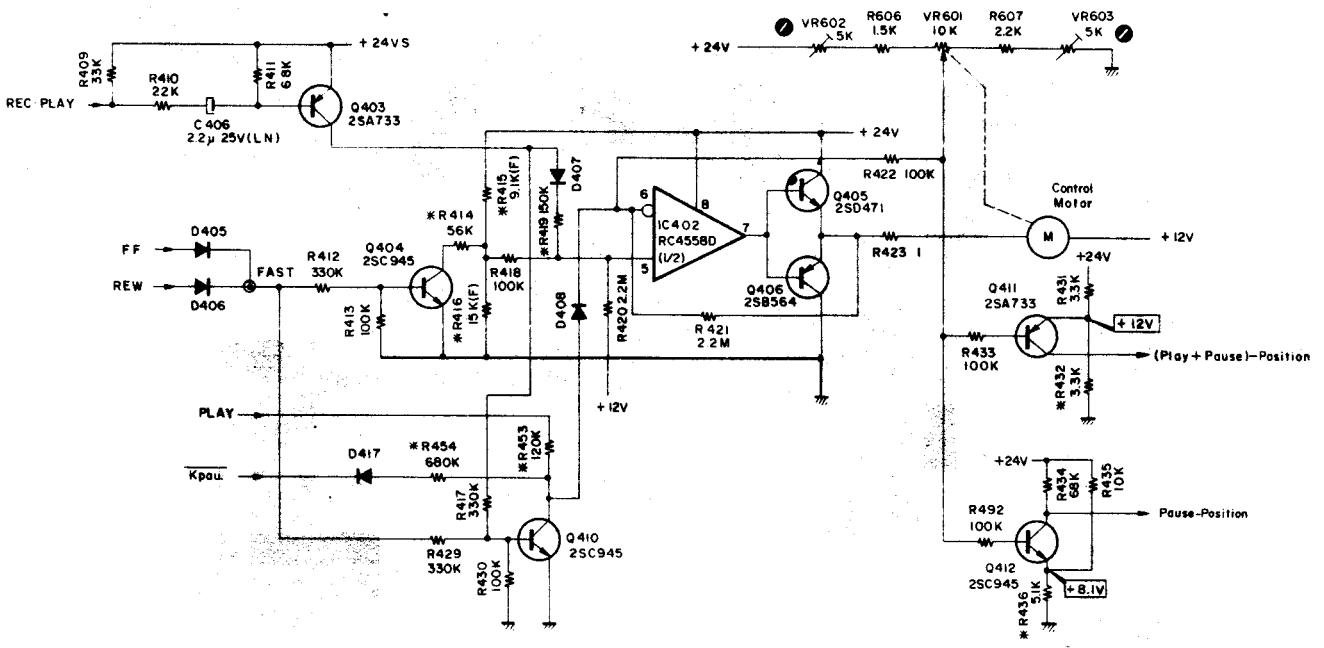 +24VS
R409
33K
R410
22K
R411
68K
REC·PLAY
C406
2.2μ 25V(LN)
Q403
2SA733
+24V
VR602
5K
R606
1.5K
VR601
10K
R607
2.2K
VR603
5K
+24V
*R415
9.1K(F)
D407
*R419 150K
R422 100K
Q405
2SD471
6
8
IC402
RC4558D
(1/2)
7
5
Control
Motor
M
+12V
R423 1
D405
FF
REW
D406
FAST
R412
330K
Q404
2SC945
*R414
56K
R418
100K
R413
100K
*R416
15K(F)
D408
R420 2.2M
R421
2.2M
Q406
2SB564
+24V
R431
3.3K
Q411
2SA733
+12V
R433
100K
(Play+Pause)-Position
*R432
3.3K
+12V
PLAY
*R453
120K
D417
*R454
680K
Kpau.
R417
330K
R429
330K
R430
100K
Q410
2SC945
+24V
R434
68K
R435
10K
R492
100K
Pause-Position
Q412
2SC945
+8.1V
*R436
5.1K